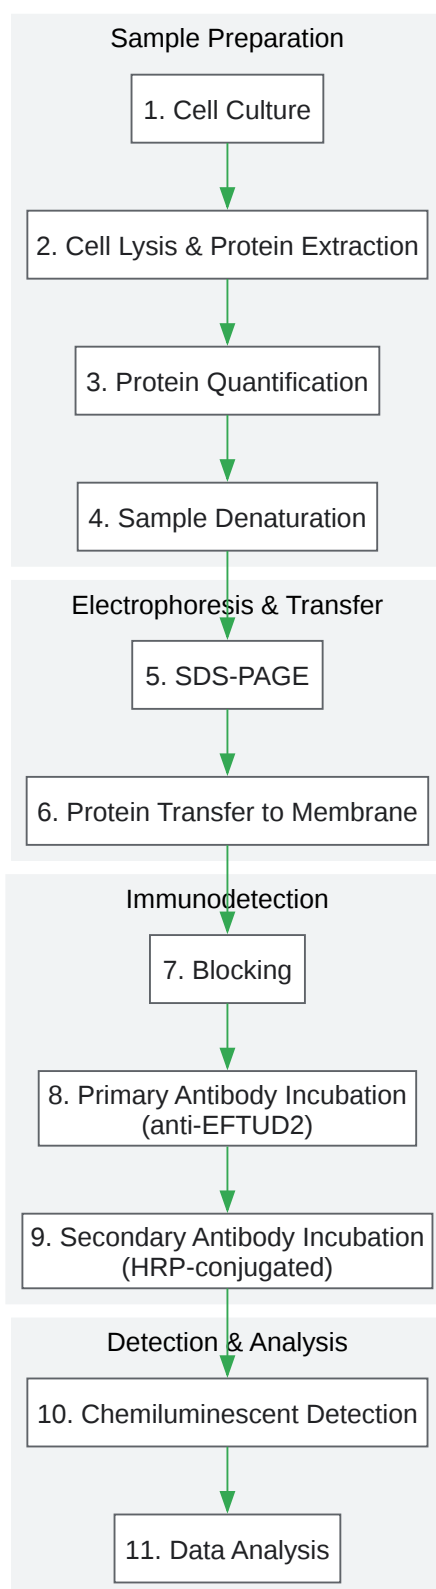 Sample Preparation
1. Cell Culture
2. Cell Lysis & Protein Extraction
3. Protein Quantification
4. Sample Denaturation
Electrophoresis & Transfer
5. SDS-PAGE
6. Protein Transfer to Membrane
Immunodetection
7. Blocking
8. Primary Antibody Incubation
(anti-EFTUD2)
9. Secondary Antibody Incubation
(HRP-conjugated)
Detection & Analysis
10. Chemiluminescent Detection
11. Data Analysis